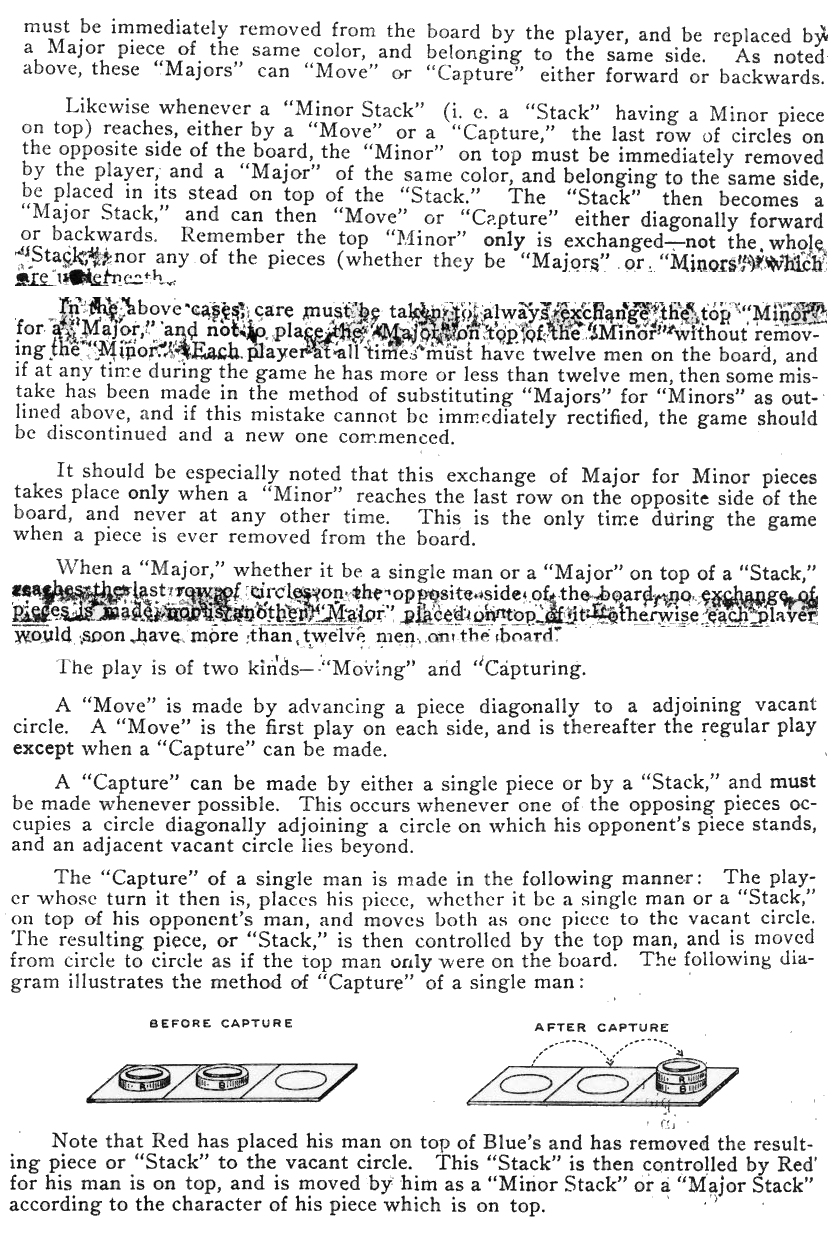 must be immediately removed from the board by the player, and be replaced by
a Major piece of the same color, and belonging to the same side. As noted
above, these “Majors” can “Move” or “Capture” either forward or backwards.
Likewise whenever a “Minor Stack” (i. e. a “Stack” having a Minor piece
on top) reaches, either by a “Move” or a “Capture,” the last row of circles on
the opposite side of the board, the “Minor” on top must be immediately removed
by the player, and a “Major” of the same color, and belonging to the same side,
be placed in its stead on top of the “Stack.” The “Stack” then becomes a
“Major Stack,” and can then “Move” or “Capture” either diagonally forward
or backwards. Remember the top “Minor” only is exchanged—not the whole
“Stack,” nor any of the pieces (whether they be “Majors” or “Minors”) which
are underneath.
In the above cases, care must be taken to always exchange the top “Minor”
for a “Major,” and not to place the “Major” on top of the “Minor” without remov-
ing the “Minor.” Each player at all times must have twelve men on the board, and
if at any time during the game he has more or less than twelve men, then some mis-
take has been made in the method of substituting “Majors” for “Minors” as out-
lined above, and if this mistake cannot be immediately rectified, the game should
be discontinued and a new one commenced.
It should be especially noted that this exchange of Major for Minor pieces
takes place only when a “Minor” reaches the last row on the opposite side of the
board, and never at any other time. This is the only time during the game
when a piece is ever removed from the board.
When a “Major,” whether it be a single man or a “Major” on top of a “Stack,”
reaches the last row of circles on the opposite side of the board, no exchange of
pieces is made, nor is another “Major” placed on top of it—otherwise each player
would soon have more than twelve men on the board.
The play is of two kinds—“Moving” and “Capturing.
A “Move” is made by advancing a piece diagonally to a adjoining vacant
circle. A “Move” is the first play on each side, and is thereafter the regular play
except when a “Capture” can be made.
A “Capture” can be made by either a single piece or by a “Stack,” and must
be made whenever possible. This occurs whenever one of the opposing pieces oc-
cupies a circle diagonally adjoining a circle on which his opponent’s piece stands,
and an adjacent vacant circle lies beyond.
The “Capture” of a single man is made in the following manner: The play-
er whose turn it then is, places his piece, whether it be a single man or a “Stack,”
on top of his opponent’s man, and moves both as one piece to the vacant circle.
The resulting piece, or “Stack,” is then controlled by the top man, and is moved
from circle to circle as if the top man only were on the board. The following dia-
gram illustrates the method of “Capture” of a single man:
BEFORE CAPTURE
AFTER CAPTURE
R
B
R
B
Note that Red has placed his man on top of Blue’s and has removed the result-
ing piece or “Stack” to the vacant circle. This “Stack” is then controlled by Red
for his man is on top, and is moved by him as a “Minor Stack” or a “Major Stack”
according to the character of his piece which is on top.